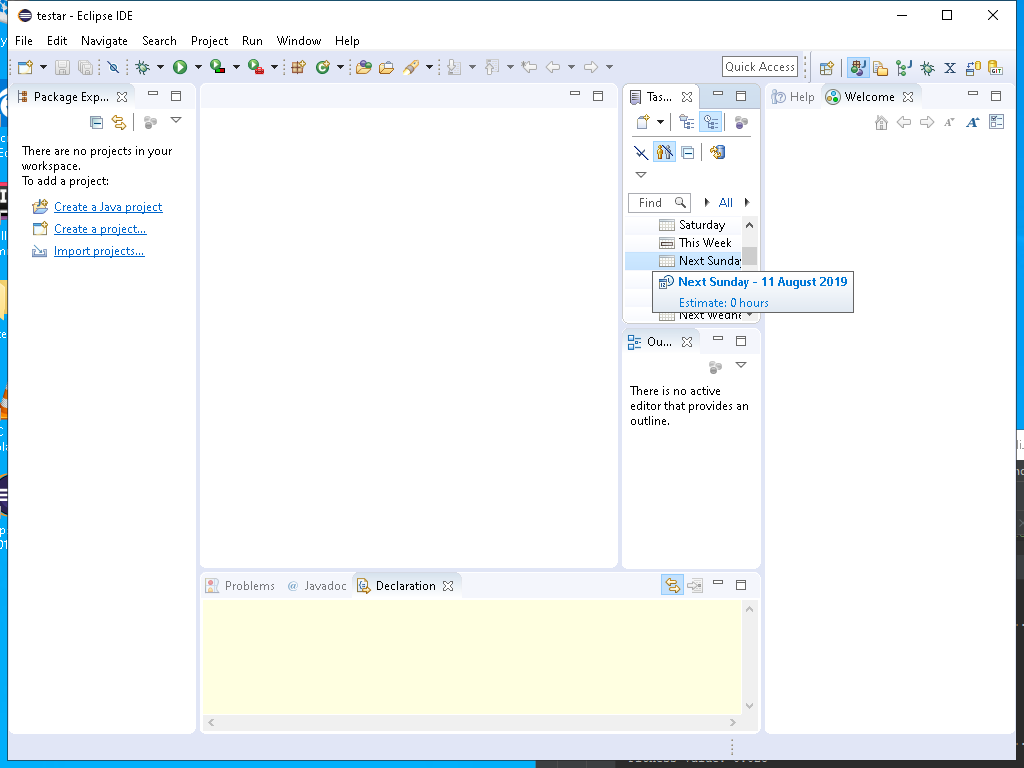 testar - Eclipse IDE
File Edit Navigate Search Project Run Window Help
Quick Access
Package Exp...
There are no projects in your
workspace.
To add a project:
Create a Java project
Create a project...
Import projects...
Tas...
Find
All
Saturday
This Week
Next Sunday
Next Sunday - 11 August 2019
Estimate: 0 hours
Ou...
There is no active
editor that provides an
outline.
Help
Welcome
Problems
Javadoc
Declaration